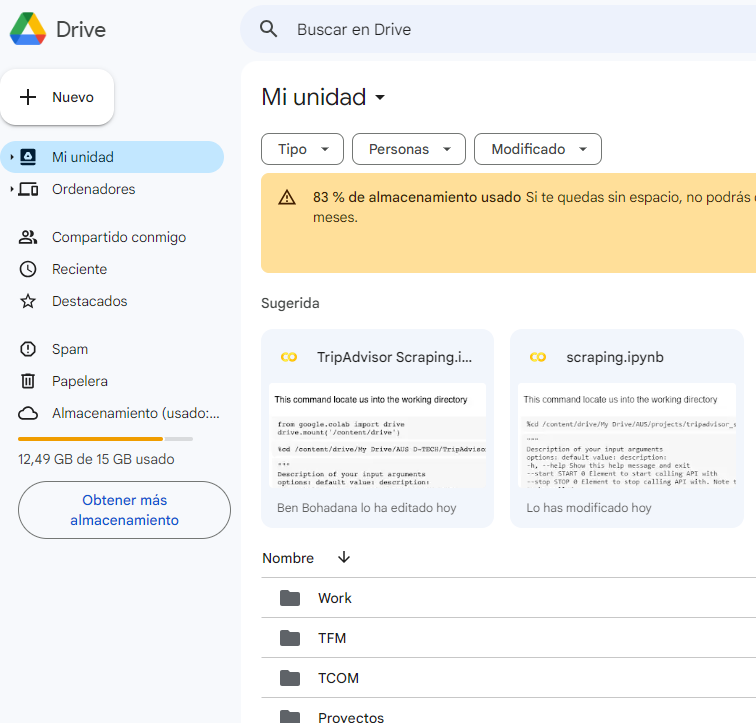 Drive
Buscar en Drive
Nuevo
Mi unidad
Ordenadores
Compartido conmigo
Reciente
Destacados
Spam
Papelera
Almacenamiento (usado:...
12,49 GB de 15 GB usado
Obtener más
almacenamiento
Mi unidad
Tipo
Personas
Modificado
83 % de almacenamiento usado Si te quedas sin espacio, no podrás
meses.
Sugerida
TripAdvisor Scraping.i...
This command locate us into the working directory
from google.colab import drive
drive.mount('/content/drive')
%cd /content/drive/My Drive/AUS D-TECH/TripAdvisor
"""
Description of your input arguments
options: default value: description:
Ben Bohadana lo ha editado hoy
scraping.ipynb
This command locate us into the working directory
%cd /content/drive/My Drive/AUS/projects/tripadvisor_
"""
Description of your input arguments
options: default value: description:
-h, --help Show this help message and exit
--start START 0 Element to start calling API with
--stop STOP 0 Element to stop calling API with. Note t
Lo has modificado hoy
Nombre
Work
TFM
TCOM
Proyectos